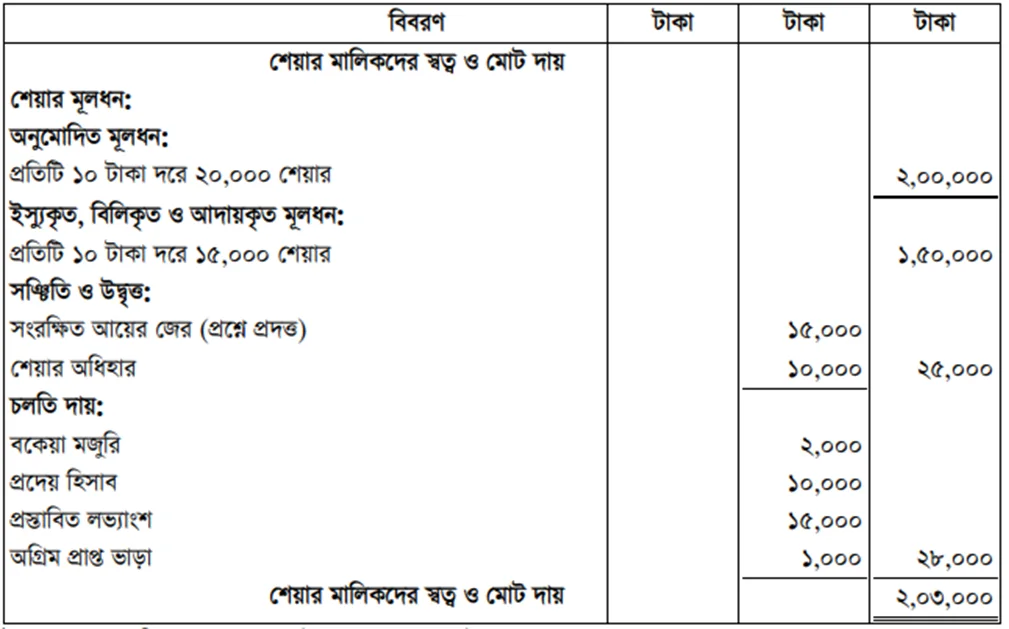 বিবরণ টাকা টাকা টাকা
শেয়ার মালিকদের স্বত্ব ও মোট দায়
শেয়ার মূলধন:
অনুমোদিত মূলধন:
প্রতিটি ১০ টাকা দরে ২০,০০০ শেয়ার ২,০০,০০০
ইস্যুকৃত, বিলিকৃত ও আদায়কৃত মূলধন:
প্রতিটি ১০ টাকা দরে ১৫,০০০ শেয়ার ১,৫০,০০০
সঞ্চিতি ও উদ্বৃত্ত:
সংরক্ষিত আয়ের জের (প্রশ্নে প্রদত্ত) ১৫,০০০
শেয়ার অধিহার ১০,০০০ ২৫,০০০
চলতি দায়:
বকেয়া মজুরি ২,০০০
প্রদেয় হিসাব ১০,০০০
প্রস্তাবিত লভ্যাংশ ১৫,০০০
অগ্রিম প্রাপ্ত ভাড়া ১,০০০ ২৮,০০০
শেয়ার মালিকদের স্বত্ব ও মোট দায় ২,০৩,০০০